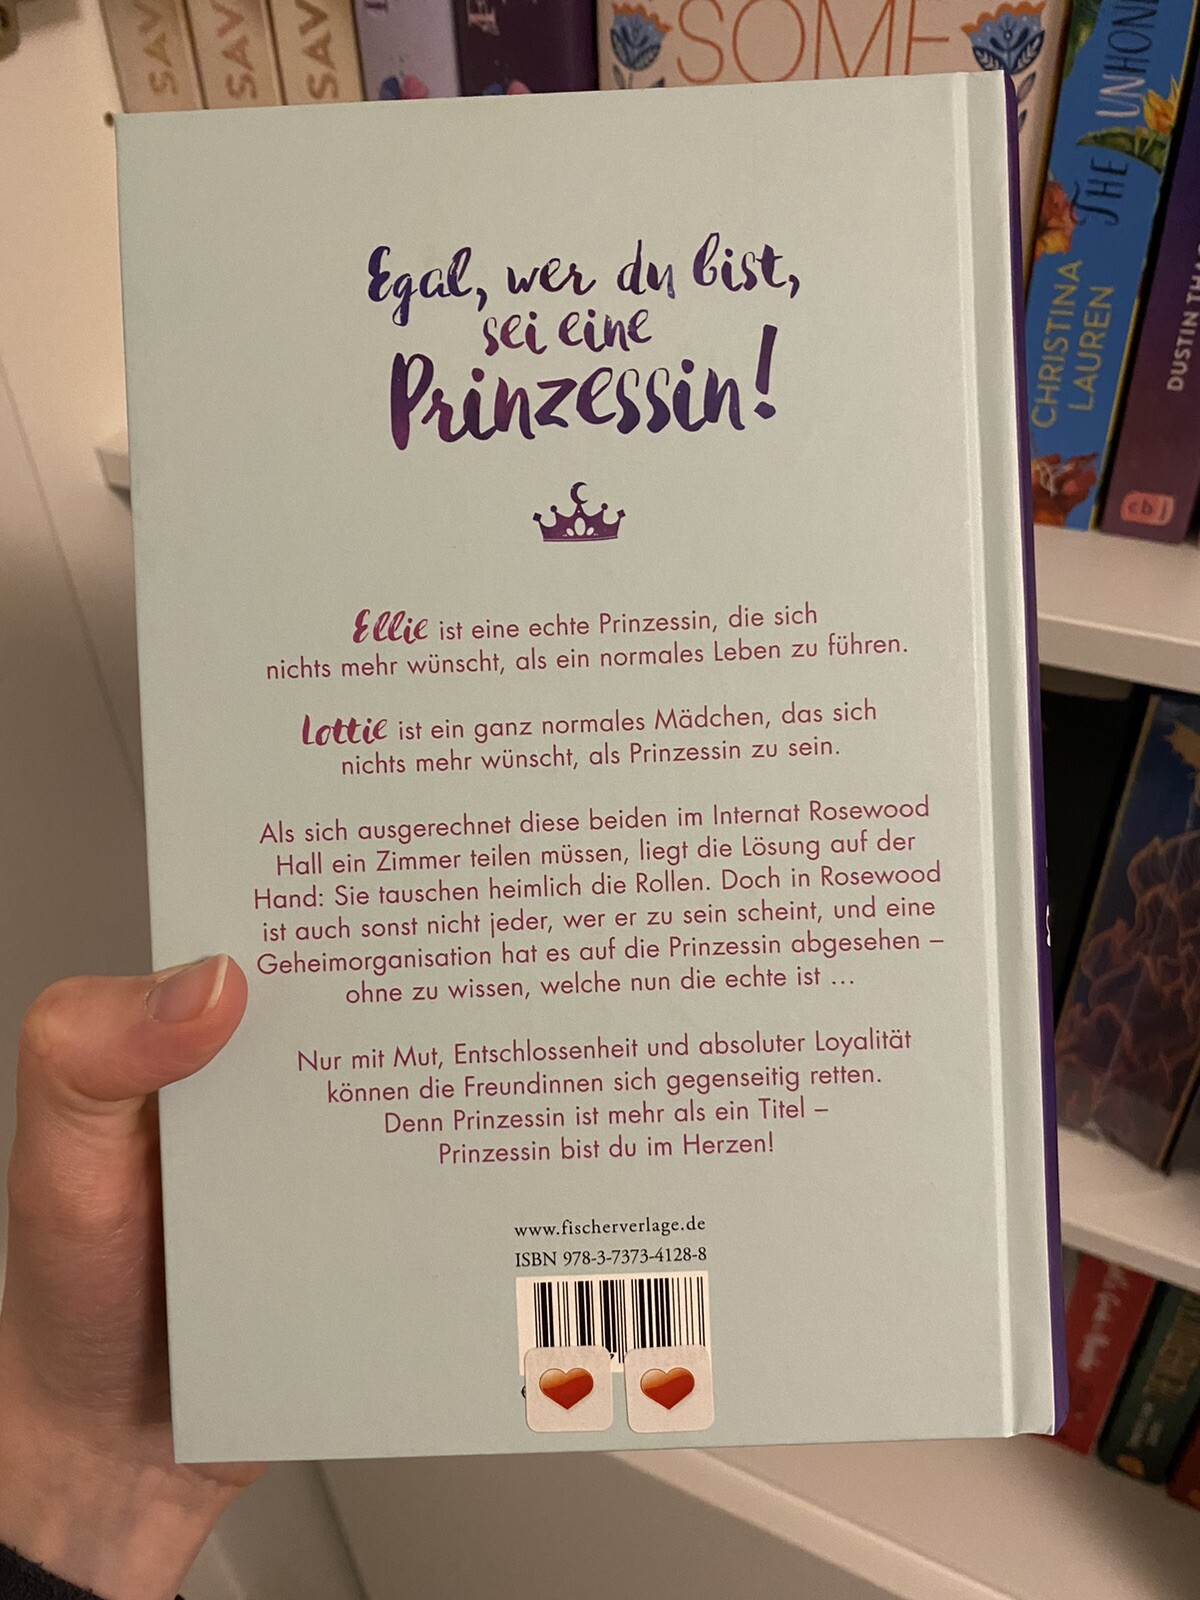 SAV
SAV
SAV
SOME
THE UNHONE
CHRISTINA
LAUREN
cbj
Egal, wer du bist,
sei eine
Prinzessin!
Ellie ist eine echte Prinzessin, die sich
nichts mehr wünscht, als ein normales Leben zu führen.
Lottie ist ein ganz normales Mädchen, das sich
nichts mehr wünscht, als Prinzessin zu sein.
Als sich ausgerechnet diese beiden im Internat Rosewood
Hall ein Zimmer teilen müssen, liegt die Lösung auf der
Hand: Sie tauschen heimlich die Rollen. Doch in Rosewood
ist auch sonst nicht jeder, wer er zu sein scheint, und eine
Geheimorganisation hat es auf die Prinzessin abgesehen –
ohne zu wissen, welche nun die echte ist ...
Nur mit Mut, Entschlossenheit und absoluter Loyalität
können die Freundinnen sich gegenseitig retten.
Denn Prinzessin ist mehr als ein Titel –
Prinzessin bist du im Herzen!
www.fischerverlage.de
ISBN 978-3-7373-4128-8